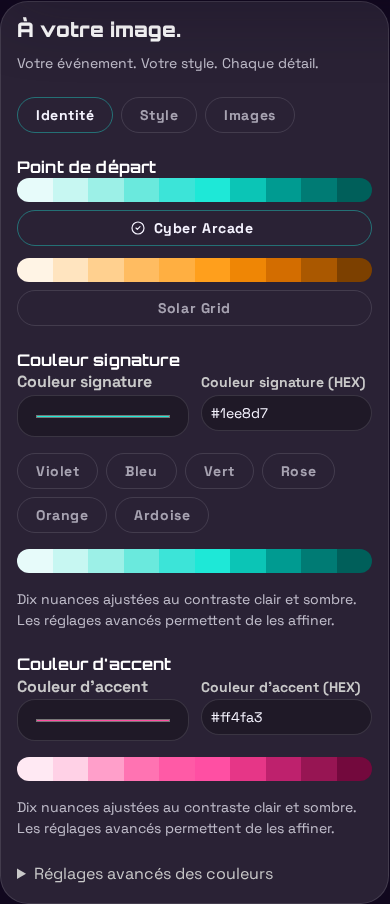 À votre image.
Votre événement. Votre style. Chaque détail.
Identité Style Images
Point de départ
Cyber Arcade
Solar Grid
Couleur signature
Couleur signature Couleur signature (HEX)
#1ee8d7
Violet Bleu Vert Rose
Orange Ardoise
Dix nuances ajustées au contraste clair et sombre.
Les réglages avancés permettent de les affiner.
Couleur d'accent
Couleur d'accent Couleur d'accent (HEX)
#ff4fa3
Dix nuances ajustées au contraste clair et sombre.
Les réglages avancés permettent de les affiner.
Réglages avancés des couleurs